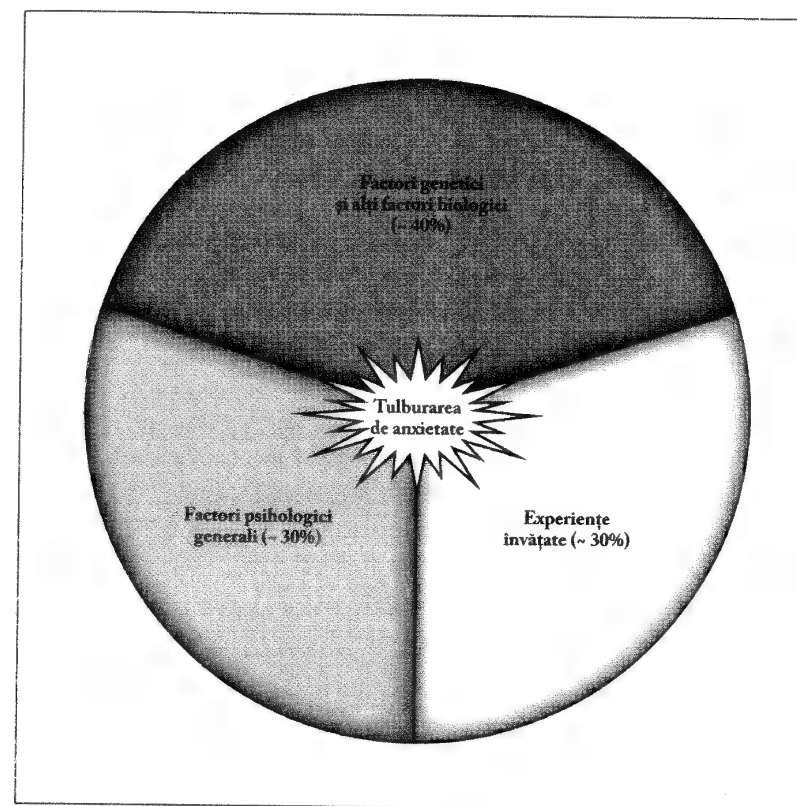 Factori genetici
și alți factori biologici
(~ 40%)
Tulburarea
de anxietate
Factori psihologici
generali (~ 30%)
Experiențe
învățate (~ 30%)